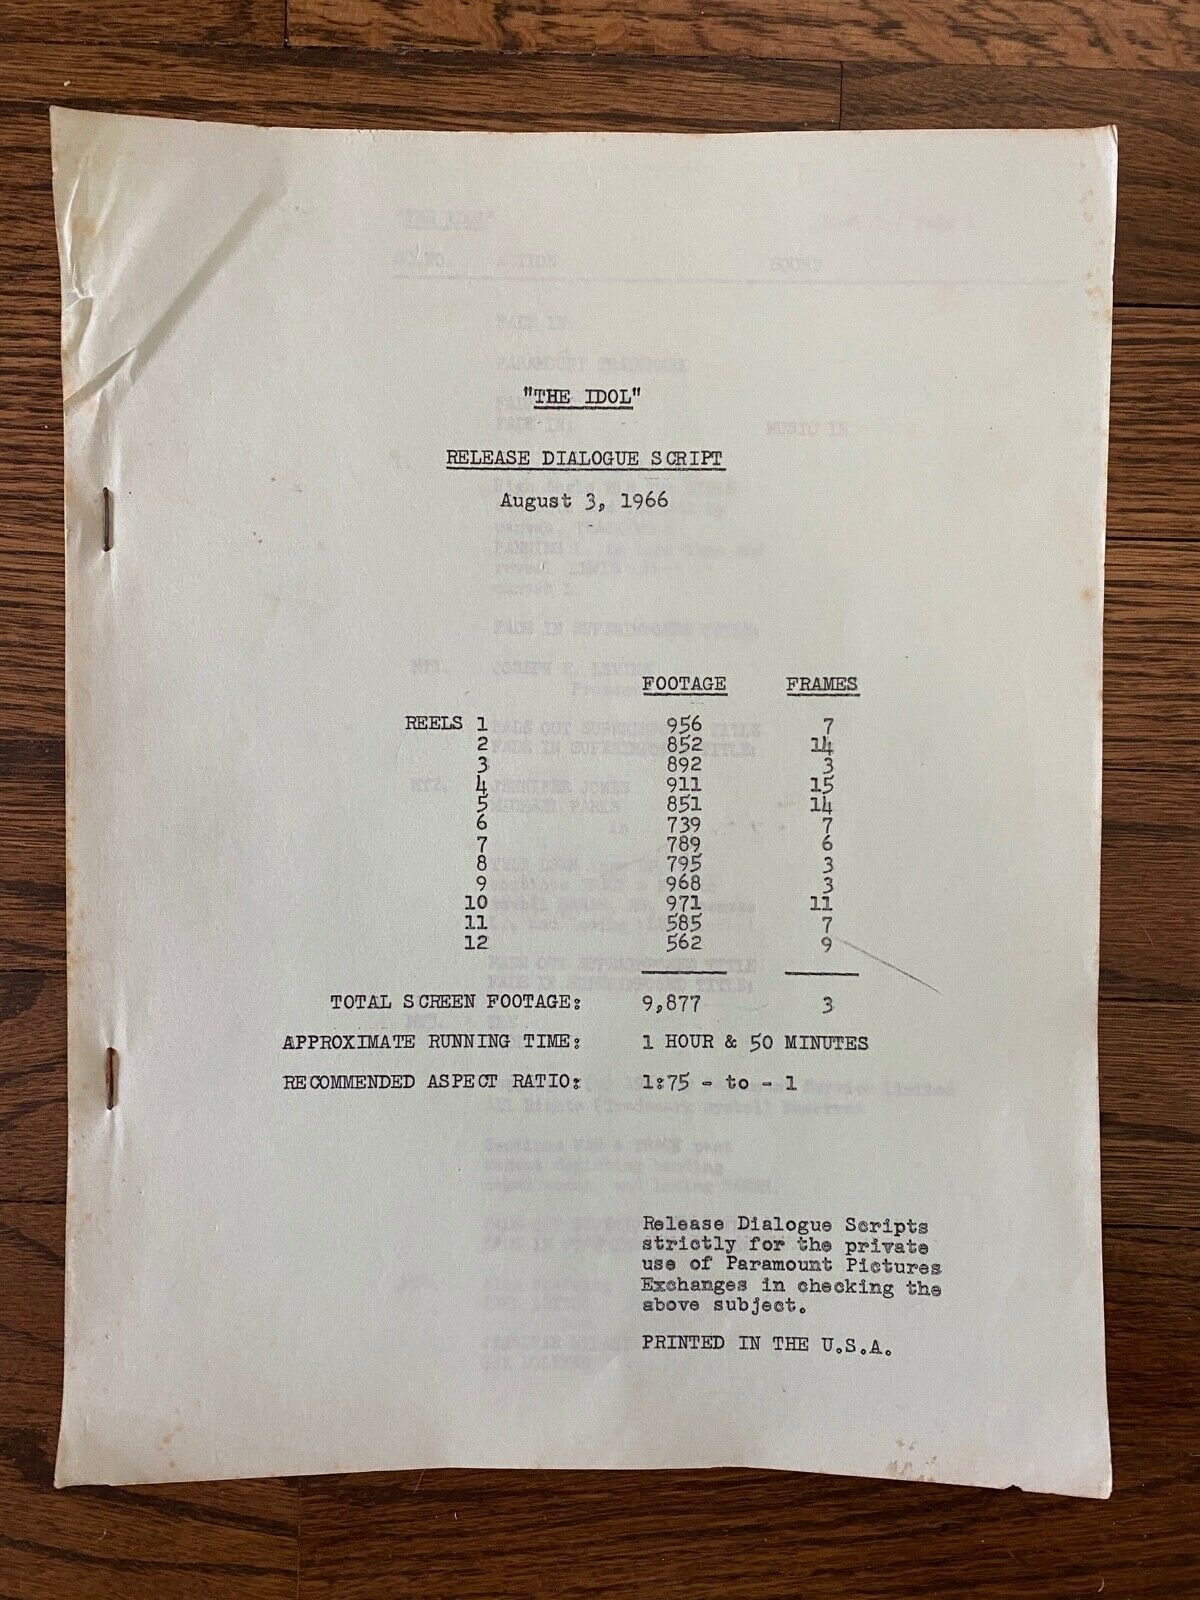 "THE IDOL"
RELEASE DIALOGUE SCRIPT
August 3, 1966
FOOTAGE FRAMES
REELS 1 956 7
2 852 14
3 892 3
4 911 15
5 851 14
6 739 7
7 789 6
8 795 3
9 968 3
10 971 11
11 585 7
12 562 9
TOTAL SCREEN FOOTAGE: 9,877 3
APPROXIMATE RUNNING TIME: 1 HOUR & 50 MINUTES
RECOMMENDED ASPECT RATIO: 1:75 - to - 1
Release Dialogue Scripts
strictly for the private
use of Paramount Pictures
Exchanges in checking the
above subject.
PRINTED IN THE U.S.A.